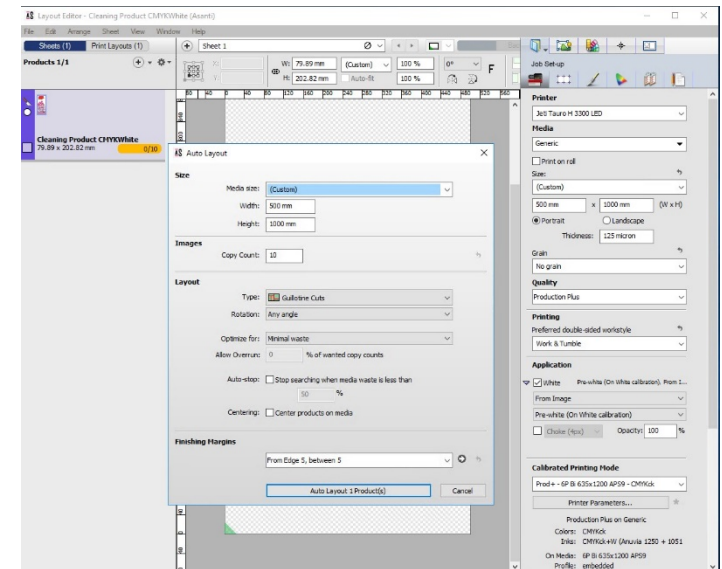 Layout Editor - Cleaning Product CMYKWhite (Asanti)
File Edit Arrange Sheet View Window Help
Sheets (1) Print Layouts (1) Sheet 1
Products 1/1
X: W: 79.89 mm (Custom) 100 % 0° F
Y: H: 202.82 mm Auto-fit 100 %
Cleaning Product CMYKWhite
79.89 x 202.82 mm 0/10
Auto Layout
Size
Media size: (Custom)
Width: 500 mm
Height: 1000 mm
Images
Copy Count: 10
Layout
Type: Guillotine Cuts
Rotation: Any angle
Optimize for: Minimal waste
Allow Overrun: 0 % of wanted copy counts
Auto-stop: Stop searching when media waste is less than
50 %
Centering: Center products on media
Finishing Margins
From Edge 5, between 5
Auto Layout 1 Product(s) Cancel
Job Set-up
Printer
Jeti Tauro H 3300 LED
Media
Generic
Print on roll
Size:
(Custom)
500 mm x 1000 mm (W x H)
Portrait Landscape
Thickness: 125 micron
Grain
No grain
Quality
Production Plus
Printing
Preferred double-sided workstyle
Work & Tumble
Application
White Pre-white (On White calibration), From I...
From Image
Pre-white (On White calibration)
Choke (4px) Opacity: 100 %
Calibrated Printing Mode
Prod+ - 6P Bi 635x1200 APS9 - CMYKck
Printer Parameters...
Production Plus on Generic
Colors: CMYKck
Inks: CMYKck+W (Anuvia 1250 + 1051
On Media: 6P Bi 635x1200 APS9
Profile: embedded